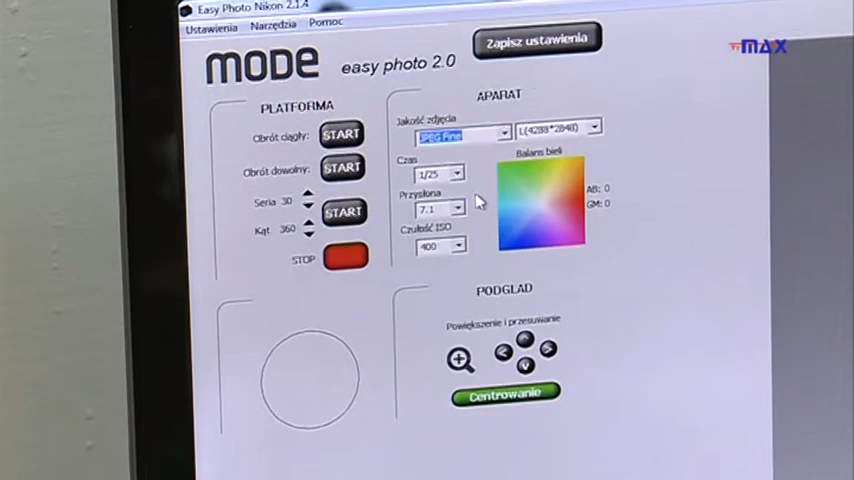 Easy Photo Nikon 2.1.4
Ustawienia Narzędzia Pomoc
mode easy photo 2.0
Zapisz ustawienia
TV MAX
PLATFORMA
Obrót ciągły: START
Obrót dowolny: START
Seria 30
Kąt 360
START
STOP
APARAT
Jakość zdjęcia
JPEG Fine
L(4288*2848)
Czas
1/25
Przysłona
7.1
Czułość ISO
400
Balans bieli
AB: 0
GM: 0
PODGLAD
Powiększenie i przesuwanie
Centrowanie